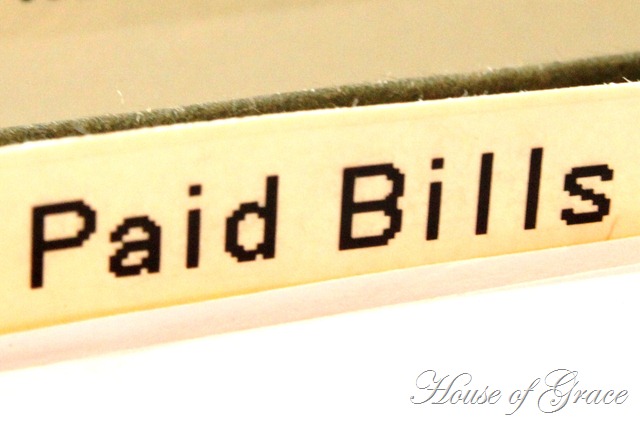 Paid Bills
House of Grace